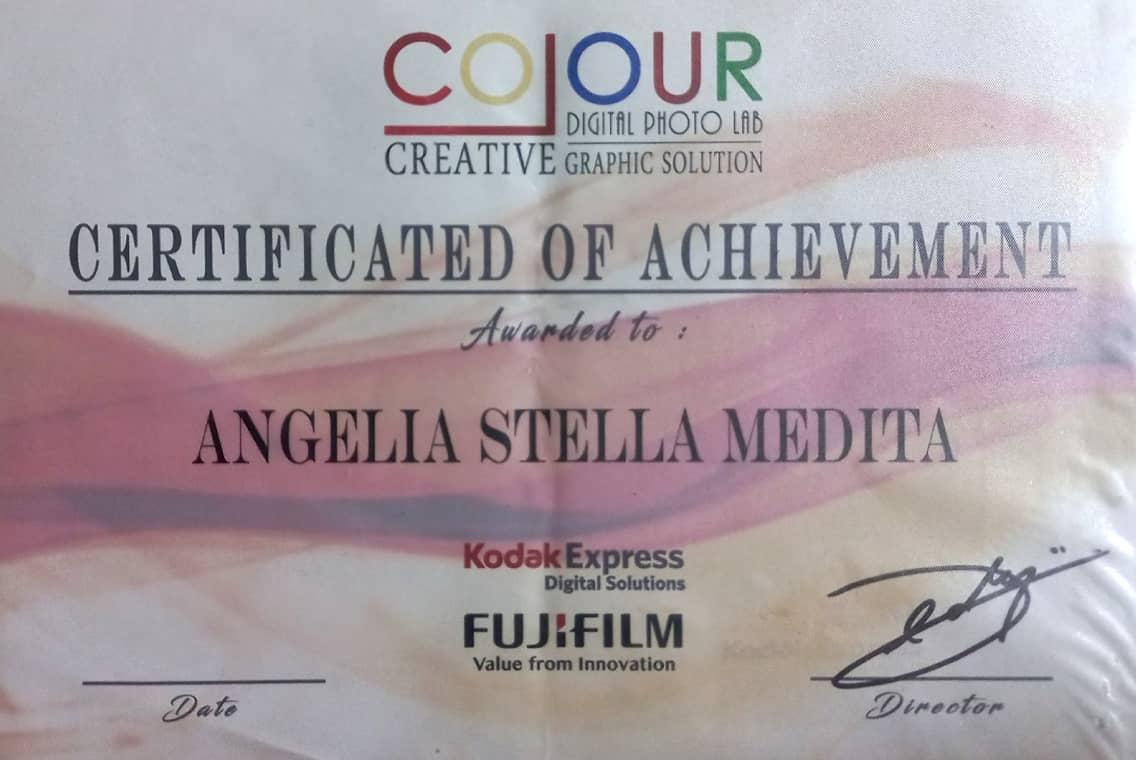 COLOUR
DIGITAL PHOTO LAB
CREATIVE GRAPHIC SOLUTION
CERTIFICATED OF ACHIEVEMENT
Awarded to :
ANGELIA STELLA MEDITA
Kodak Express
Digital Solutions
FUJIFILM
Value from Innovation
Date
Director